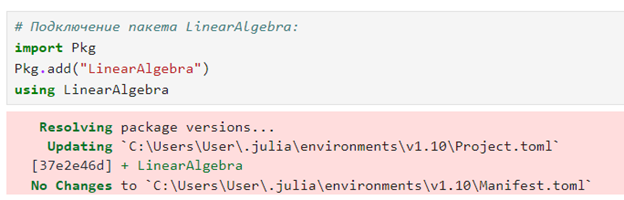 # Подключение пакета LinearAlgebra:
import Pkg
Pkg.add("LinearAlgebra")
using LinearAlgebra
Resolving package versions...
Updating `C:\Users\User\.julia\environments\v1.10\Project.toml`
[37e2e46d] + LinearAlgebra
No Changes to `C:\Users\User\.julia\environments\v1.10\Manifest.toml`